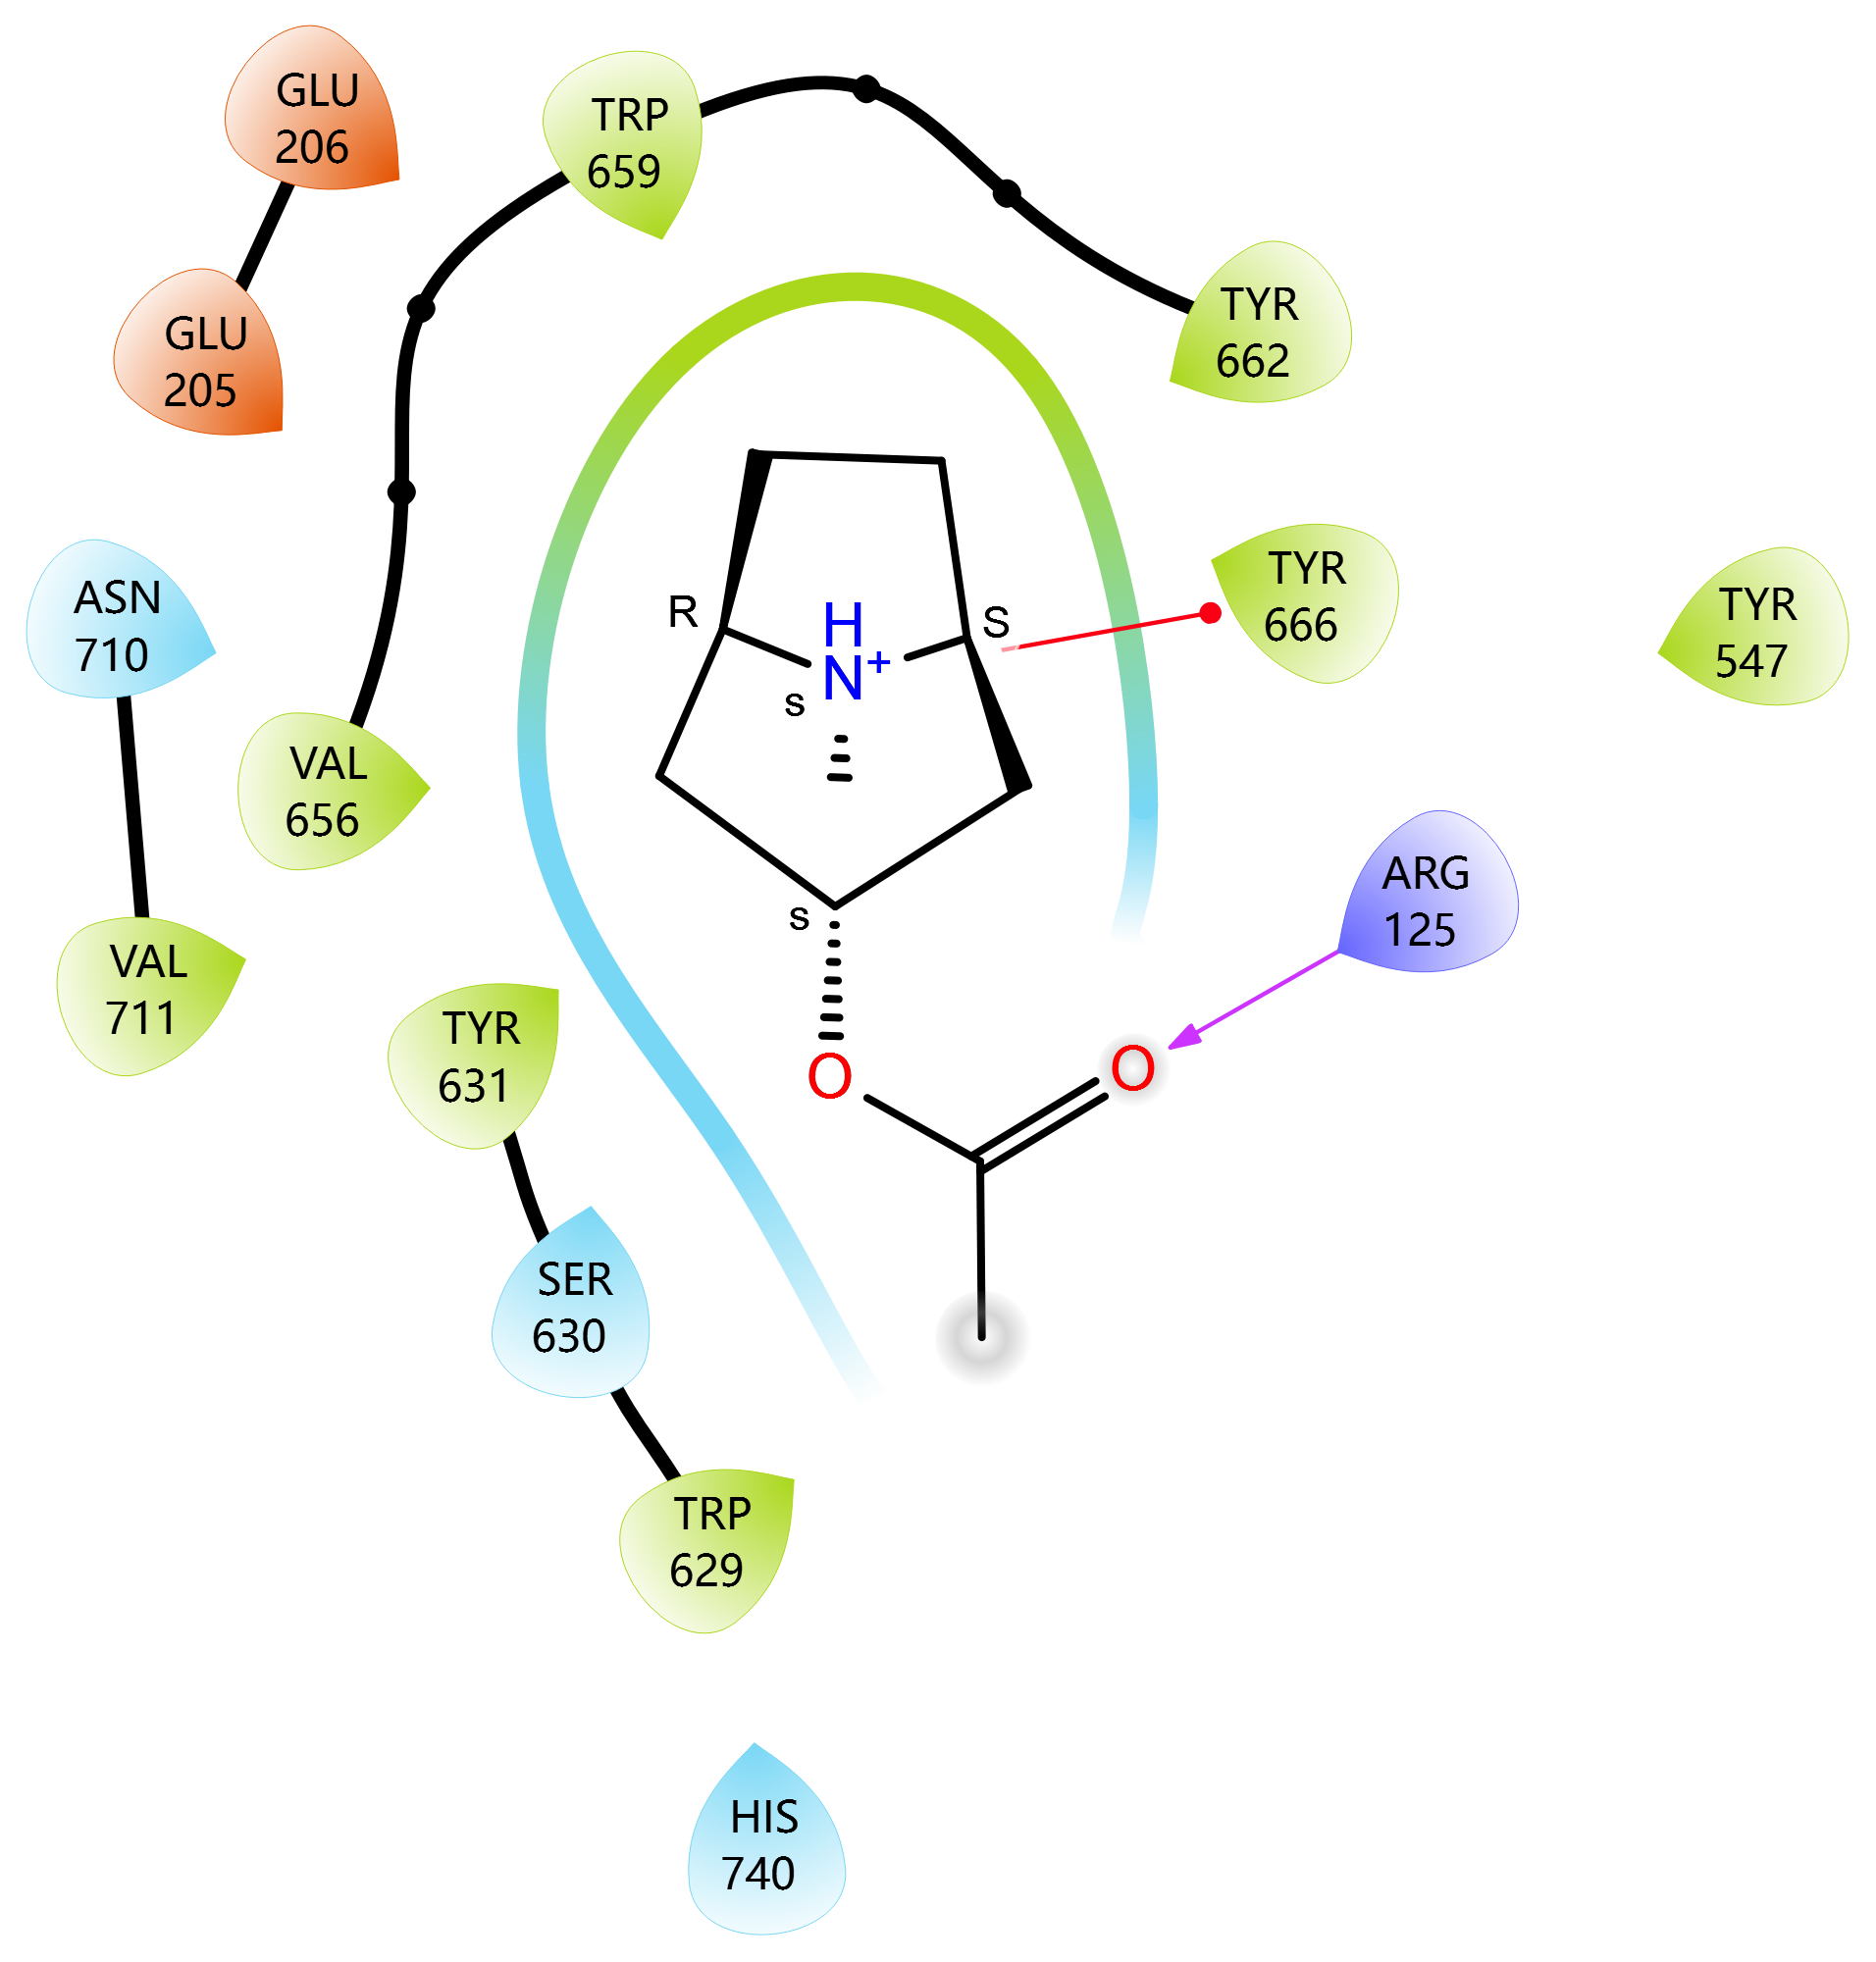 GLU
206
TRP
659
GLU
205
TYR
662
ASN
710
R
H
N+
s
S
TYR
666
TYR
547
VAL
656
ARG
125
s
VAL
711
TYR
631
O
O
SER
630
TRP
629
HIS
740